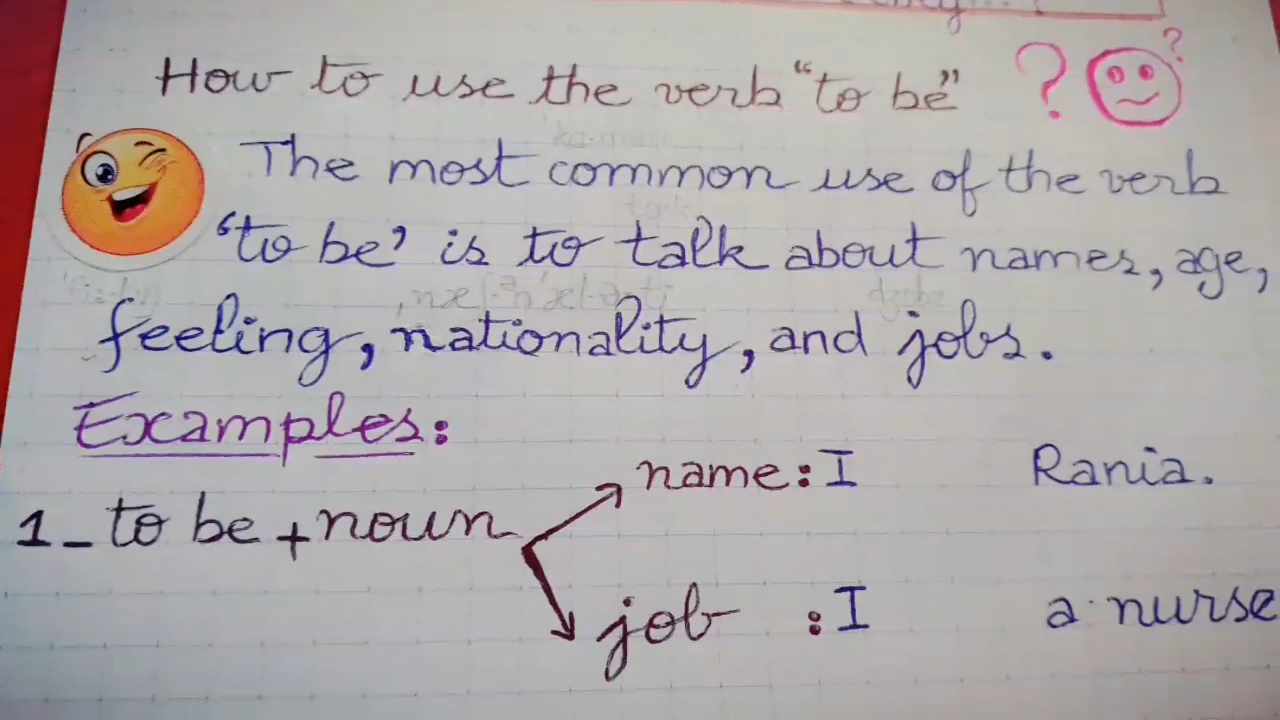 How to use the verb "to be" ?
?
The most common use of the verb
'to be' is to talk about names, age,
feeling, nationality, and jobs.
Examples:
name: I Rania.
1_ to be + noun
job : I a nurse